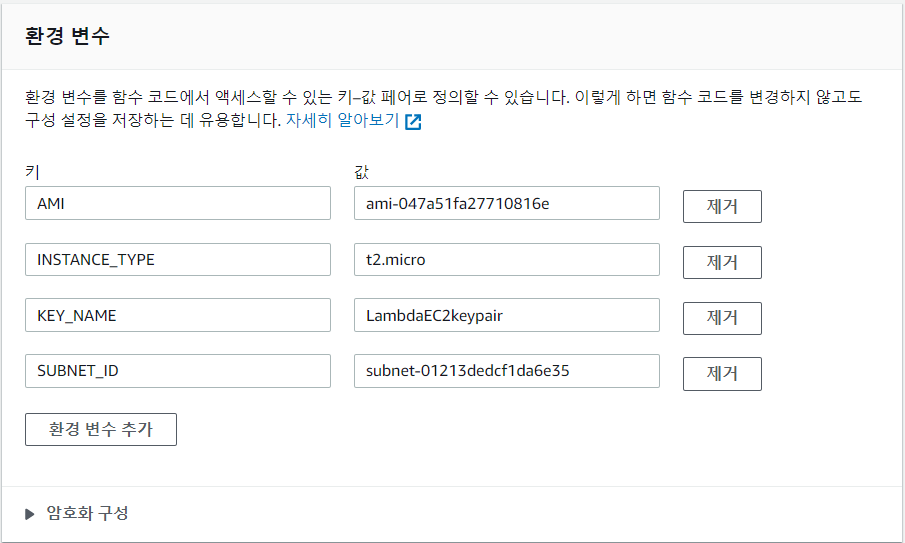 환경 변수
환경 변수를 함수 코드에서 액세스할 수 있는 키–값 페어로 정의할 수 있습니다. 이렇게 하면 함수 코드를 변경하지 않고도
구성 설정을 저장하는 데 유용합니다. 자세히 알아보기
키 값
AMI ami-047a51fa27710816e 제거
INSTANCE_TYPE t2.micro 제거
KEY_NAME LambdaEC2keypair 제거
SUBNET_ID subnet-01213dedcf1da6e35 제거
환경 변수 추가
암호화 구성